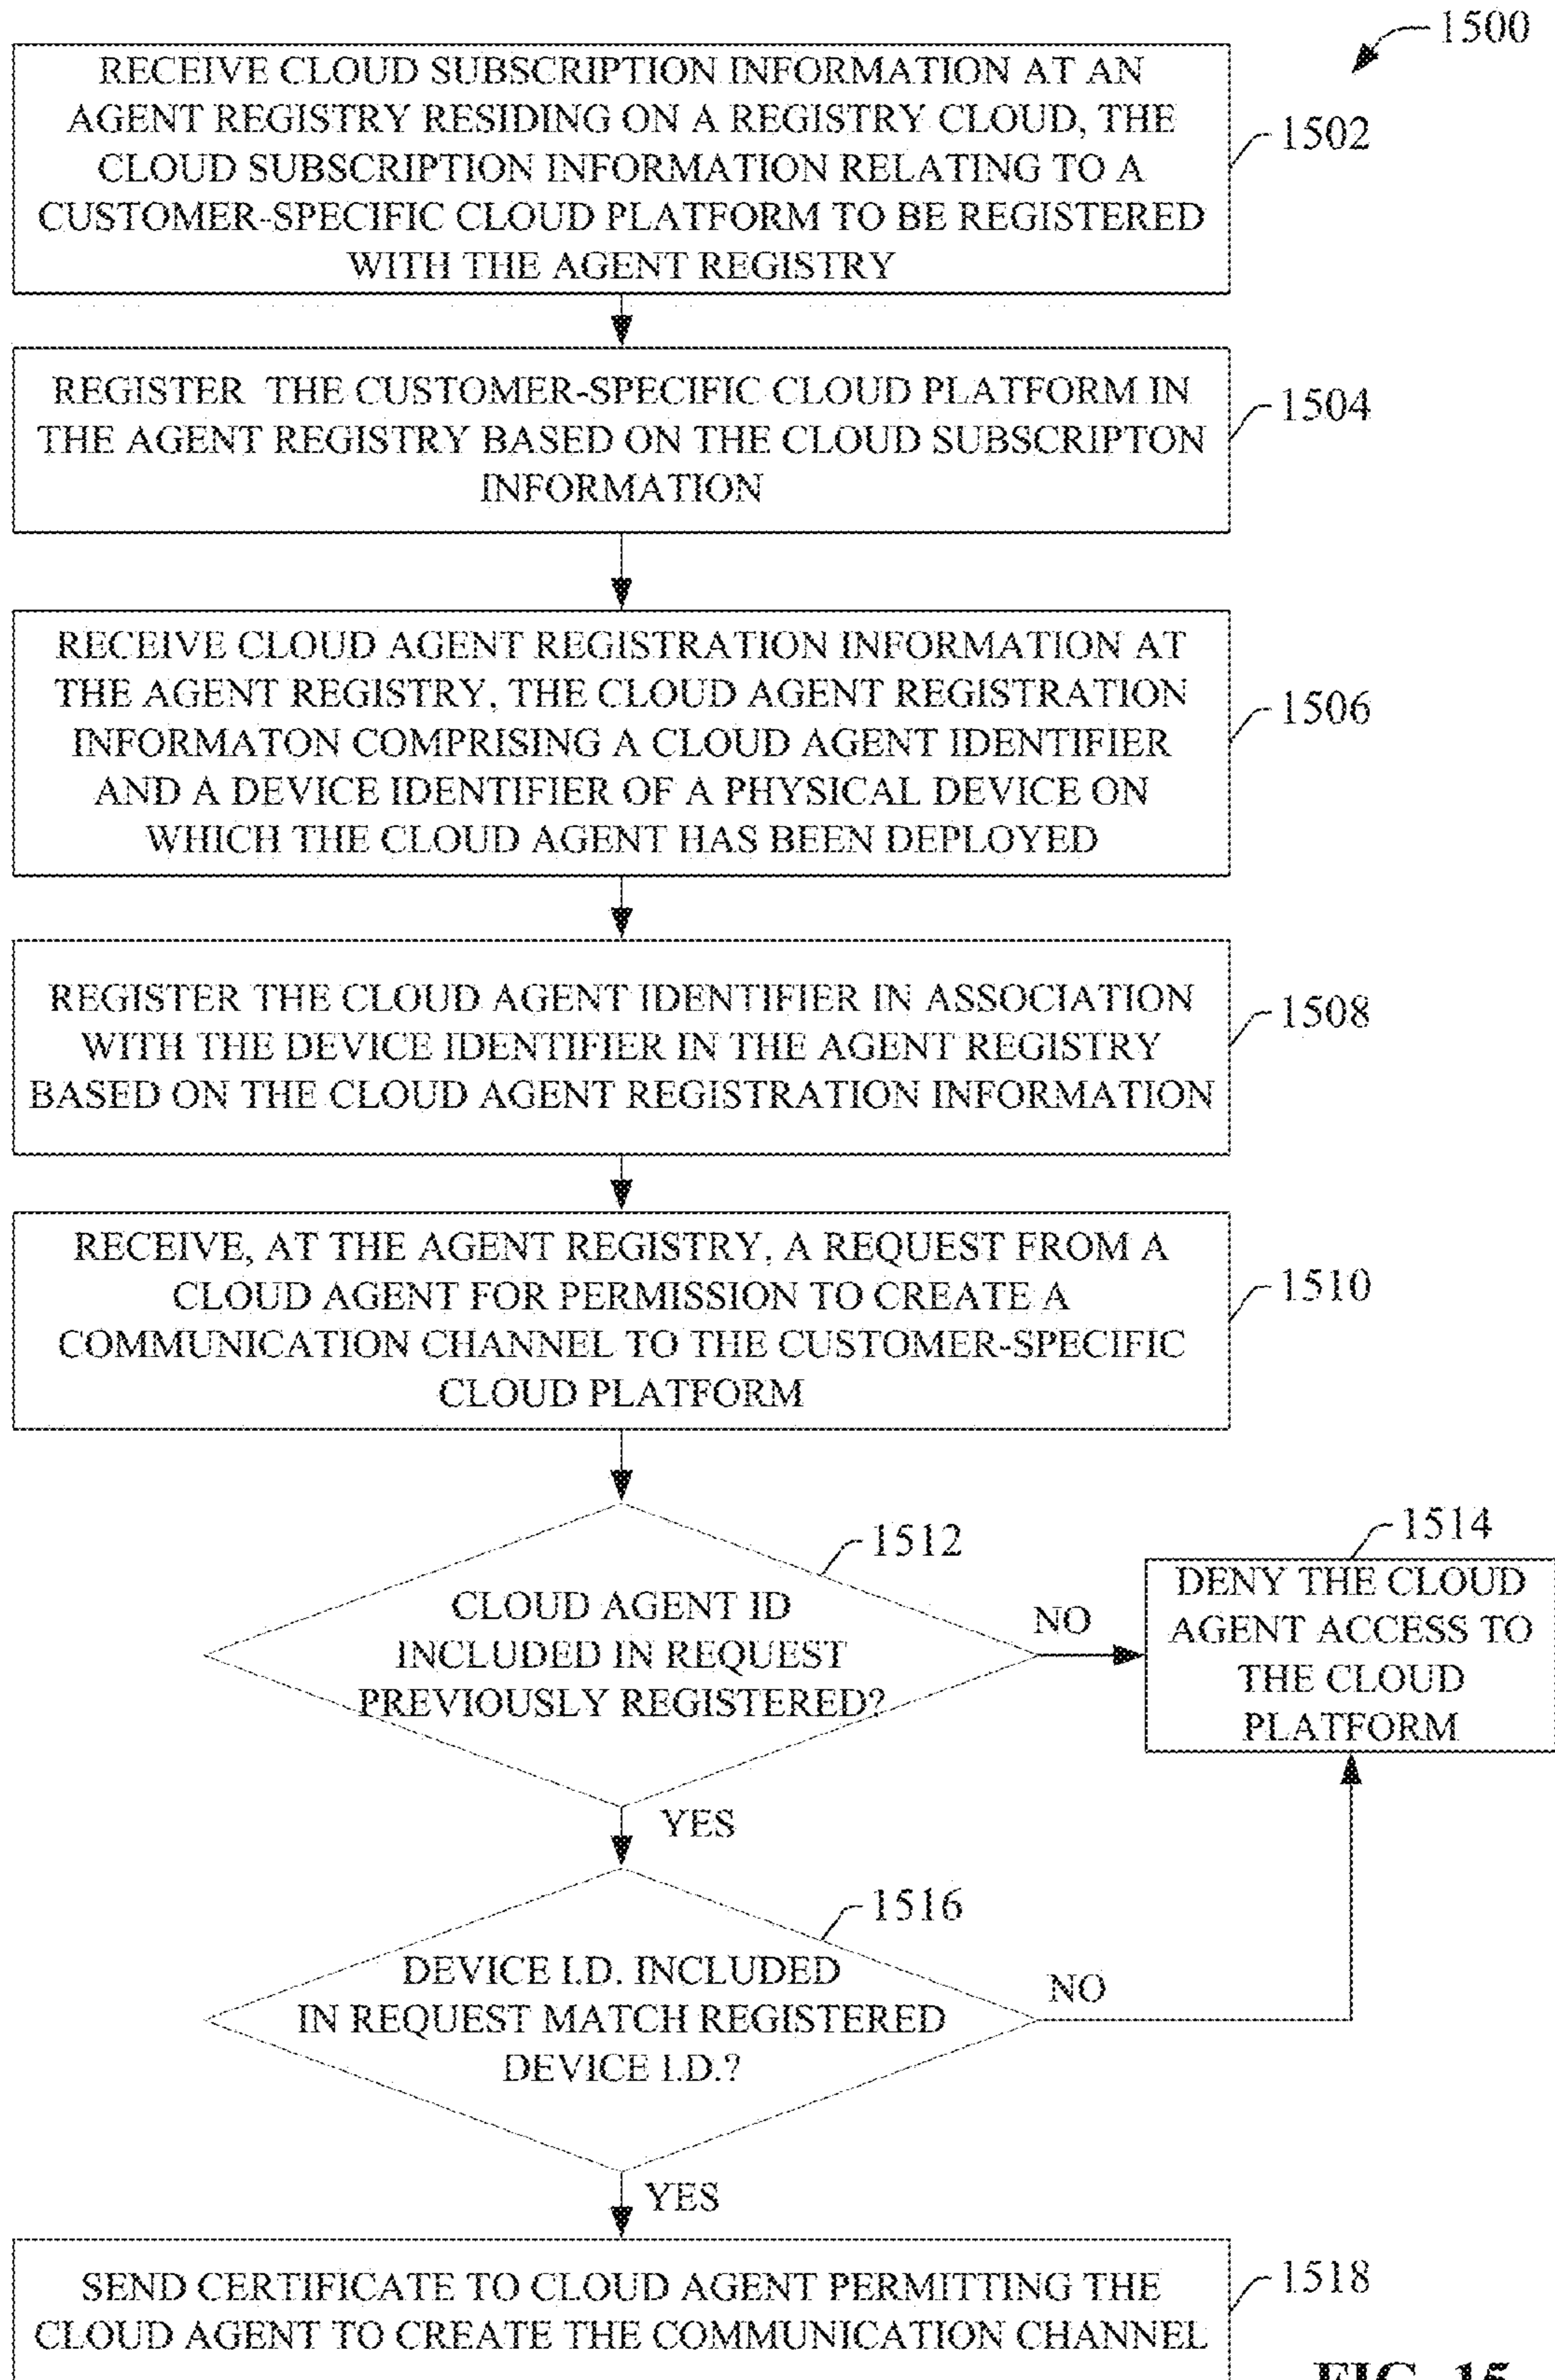 1500
RECEIVE CLOUD SUBSCRIPTION INFORMATION AT AN
AGENT REGISTRY RESIDING ON A REGISTRY CLOUD, THE
CLOUD SUBSCRIPTION INFORMATION RELATING TO A
CUSTOMER-SPECIFIC CLOUD PLATFORM TO BE REGISTERED
WITH THE AGENT REGISTRY
1502
REGISTER THE CUSTOMER-SPECIFIC CLOUD PLATFORM IN
THE AGENT REGISTRY BASED ON THE CLOUD SUBSCRIPTON
INFORMATION
1504
RECEIVE CLOUD AGENT REGISTRATION INFORMATION AT
THE AGENT REGISTRY, THE CLOUD AGENT REGISTRATION
INFORMATON COMPRISING A CLOUD AGENT IDENTIFIER
AND A DEVICE IDENTIFIER OF A PHYSICAL DEVICE ON
WHICH THE CLOUD AGENT HAS BEEN DEPLOYED
1506
REGISTER THE CLOUD AGENT IDENTIFIER IN ASSOCIATION
WITH THE DEVICE IDENTIFIER IN THE AGENT REGISTRY
BASED ON THE CLOUD AGENT REGISTRATION INFORMATION
1508
RECEIVE, AT THE AGENT REGISTRY, A REQUEST FROM A
CLOUD AGENT FOR PERMISSION TO CREATE A
COMMUNICATION CHANNEL TO THE CUSTOMER-SPECIFIC
CLOUD PLATFORM
1510
CLOUD AGENT ID
INCLUDED IN REQUEST
PREVIOUSLY REGISTERED?
1512
NO
1514
DENY THE CLOUD
AGENT ACCESS TO
THE CLOUD
PLATFORM
YES
DEVICE I.D. INCLUDED
IN REQUEST MATCH REGISTERED
DEVICE I.D.?
1516
NO
YES
SEND CERTIFICATE TO CLOUD AGENT PERMITTING THE
CLOUD AGENT TO CREATE THE COMMUNICATION CHANNEL
1518
FIG. 15